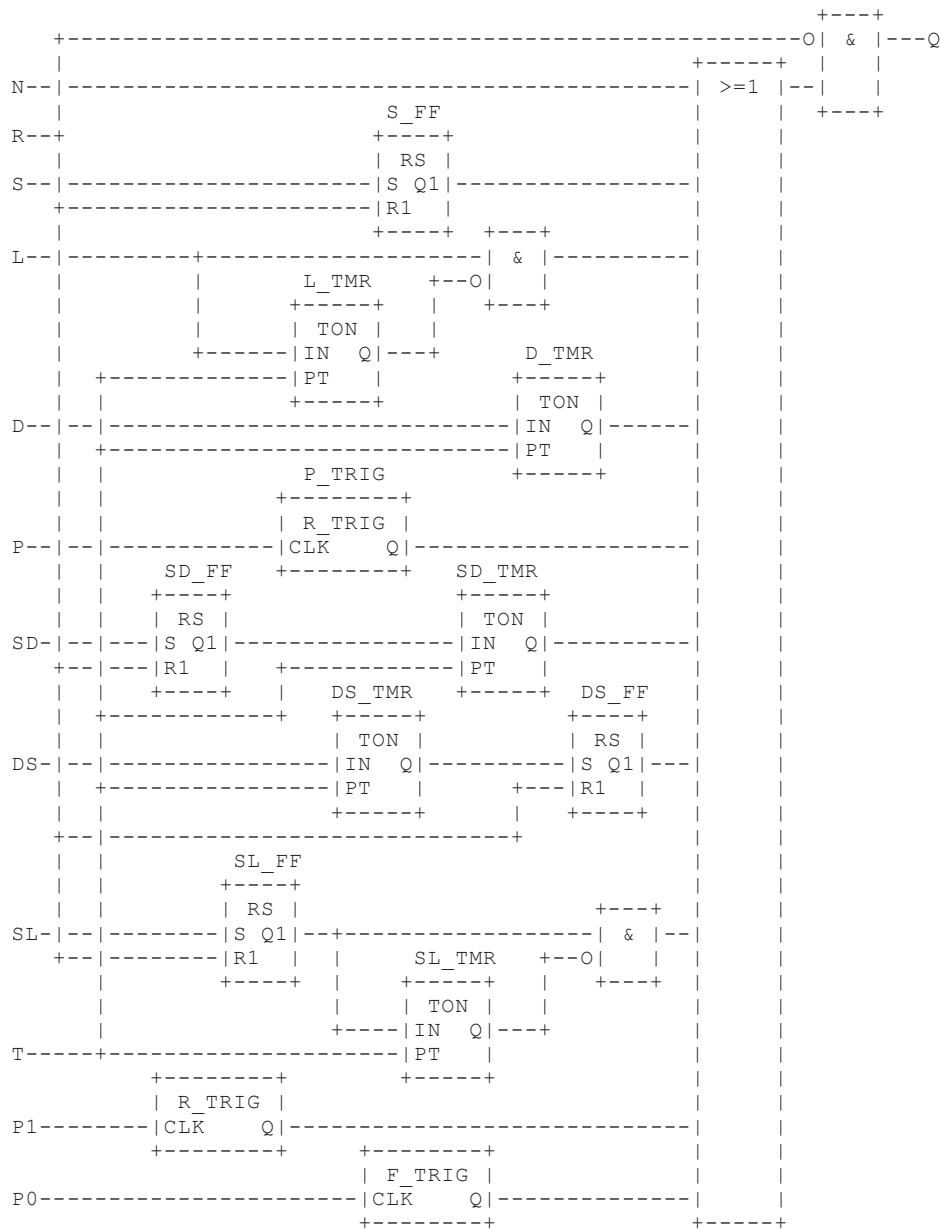 & Q
N >=1
S_FF
R
RS
S S Q1
R1
L &
L_TMR
TON
IN Q D_TMR
PT
TON
D IN Q
PT
P_TRIG
R_TRIG
P CLK Q
SD_FF SD_TMR
RS TON
SD S Q1 IN Q
R1 PT
DS_TMR DS_FF
TON RS
DS IN Q S Q1
PT R1
SL_FF
RS
SL S Q1 &
R1 SL_TMR
TON
IN Q
T PT
R_TRIG
P1 CLK Q
F_TRIG
P0 CLK Q